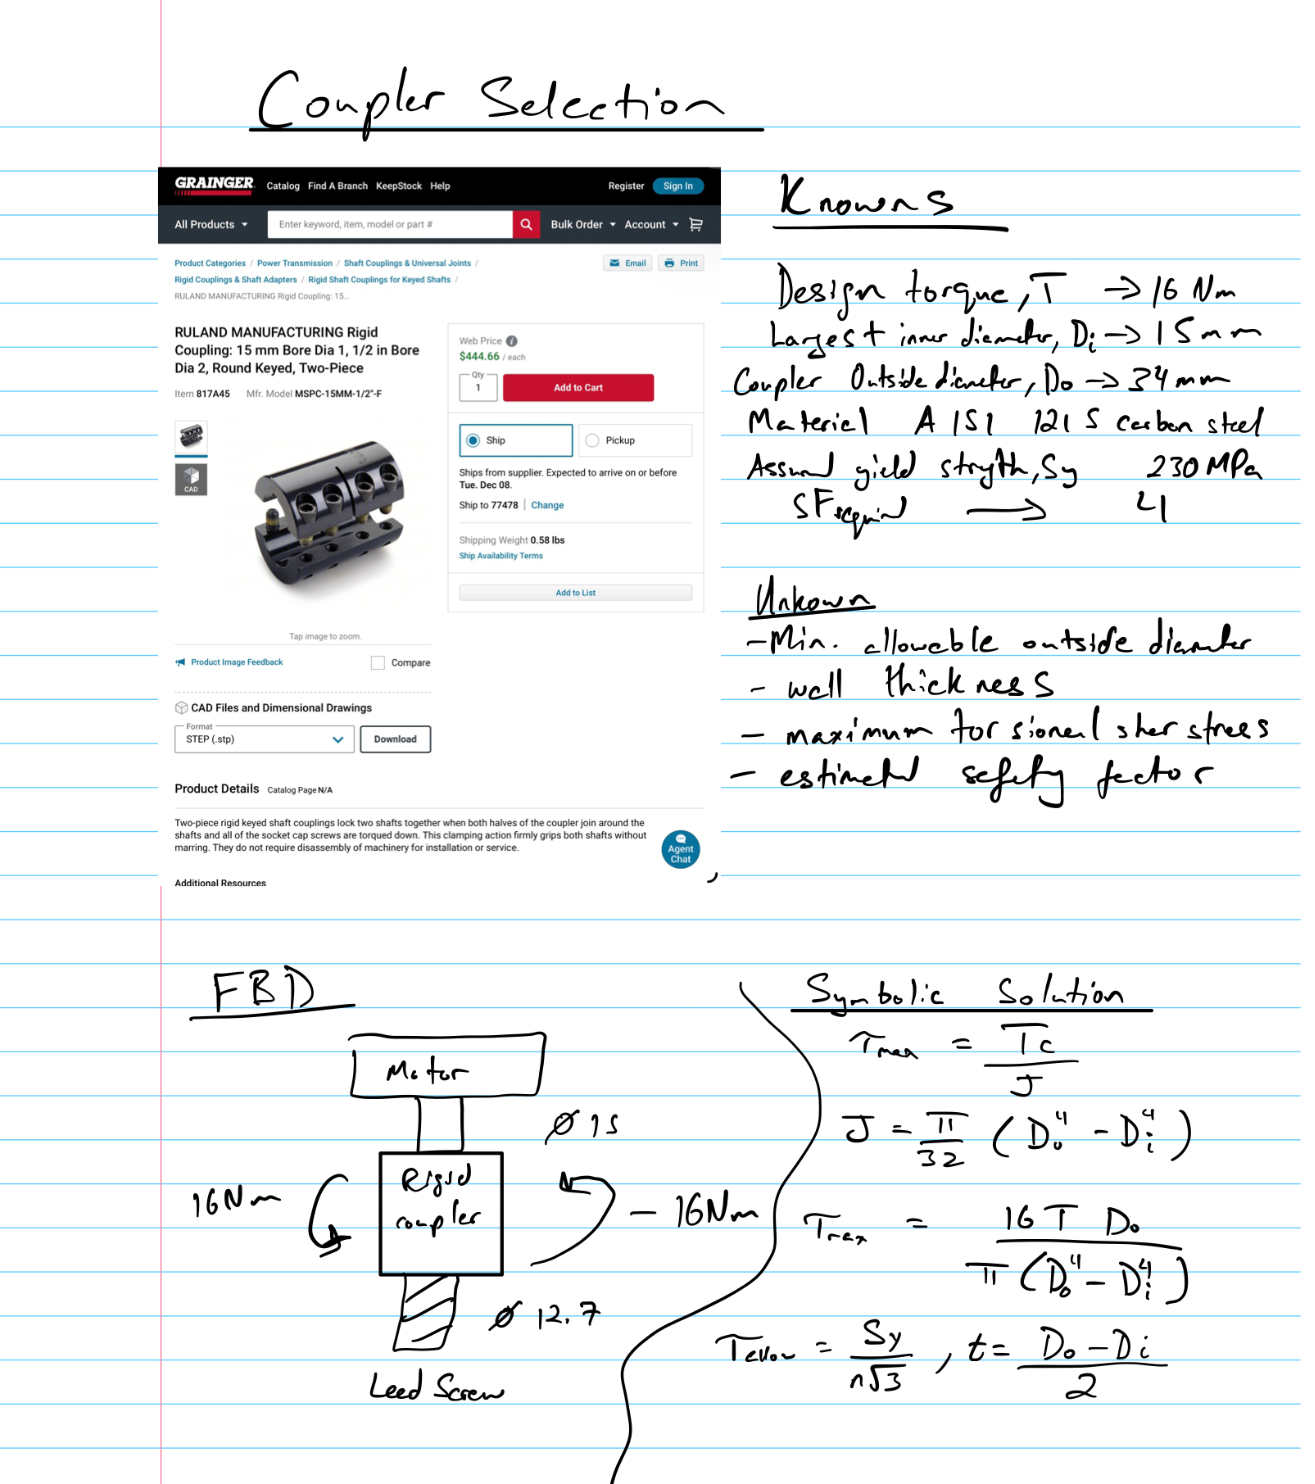 Coupler Selection
GRAINGER Catalog Find A Branch KeepStock Help Register Sign In
All Products Enter keyword, item, model or part # Bulk Order Account
Product Categories / Power Transmission / Shaft Couplings & Universal Joints /
Rigid Couplings & Shaft Adapters / Rigid Shaft Couplings for Keyed Shafts /
RULAND MANUFACTURING Rigid Coupling: 15...
Email Print
RULAND MANUFACTURING Rigid
Coupling: 15 mm Bore Dia 1, 1/2 in Bore
Dia 2, Round Keyed, Two-Piece
Item 817A45 Mfr. Model MSPC-15MM-1/2"-F
CAD
Tap image to zoom.
Product Image Feedback Compare
CAD Files and Dimensional Drawings
Format
STEP (.stp) Download
Web Price
$444.66 / each
Qty
1 Add to Cart
Ship Pickup
Ships from supplier. Expected to arrive on or before
Tue. Dec 08.
Ship to 77478 | Change
Shipping Weight 0.58 lbs
Ship Availability Terms
Add to List
Product Details Catalog Page N/A
Two-piece rigid keyed shaft couplings lock two shafts together when both halves of the coupler join around the
shafts and all of the socket cap screws are torqued down. This clamping action firmly grips both shafts without
marring. They do not require disassembly of machinery for installation or service.
Agent
Chat
Additional Resources
Knowns
Design torque, T → 16 Nm
Largest inner diameter, Di → 15mm
Coupler Outside diameter, Do → 34mm
Material AISI 1215 carbon steel
Assumed yield strength, Sy 230 MPa
SF required → 4
Unkown
- Min. allowable outside diameter
- wall thickness
- maximum torsional shear stress
- estimated safety factor
FBD
Motor
Ø 15
16Nm
Rigid
coupler
- 16Nm
Ø 12.7
Lead Screw
Symbolic Solution
τmax = Tc / J
J = π/32 (Do⁴ - Di⁴)
τmax = 16 T Do / π (Do⁴ - Di⁴)
τallow = Sy / n√3 , t = Do - Di / 2